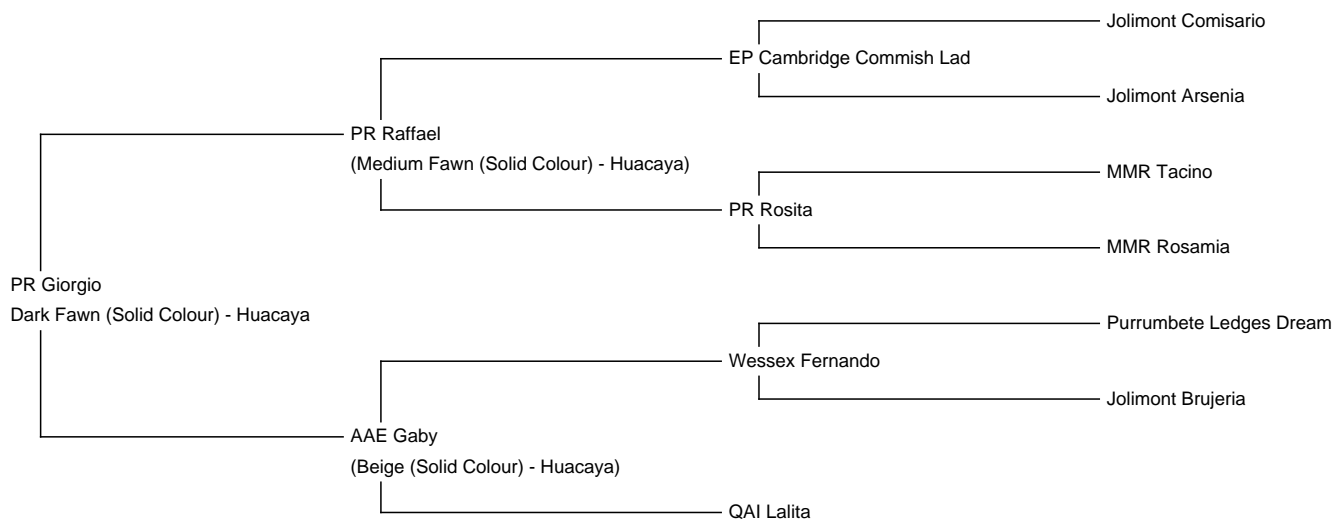 Jolimont Comisario
EP Cambridge Commish Lad
Jolimont Arsenia
PR Raffael
(Medium Fawn (Solid Colour) - Huacaya)
MMR Tacino
PR Rosita
MMR Rosamia
PR Giorgio
Dark Fawn (Solid Colour) - Huacaya
Purrumbete Ledges Dream
Wessex Fernando
Jolimont Brujeria
AAE Gaby
(Beige (Solid Colour) - Huacaya)
QAI Lalita